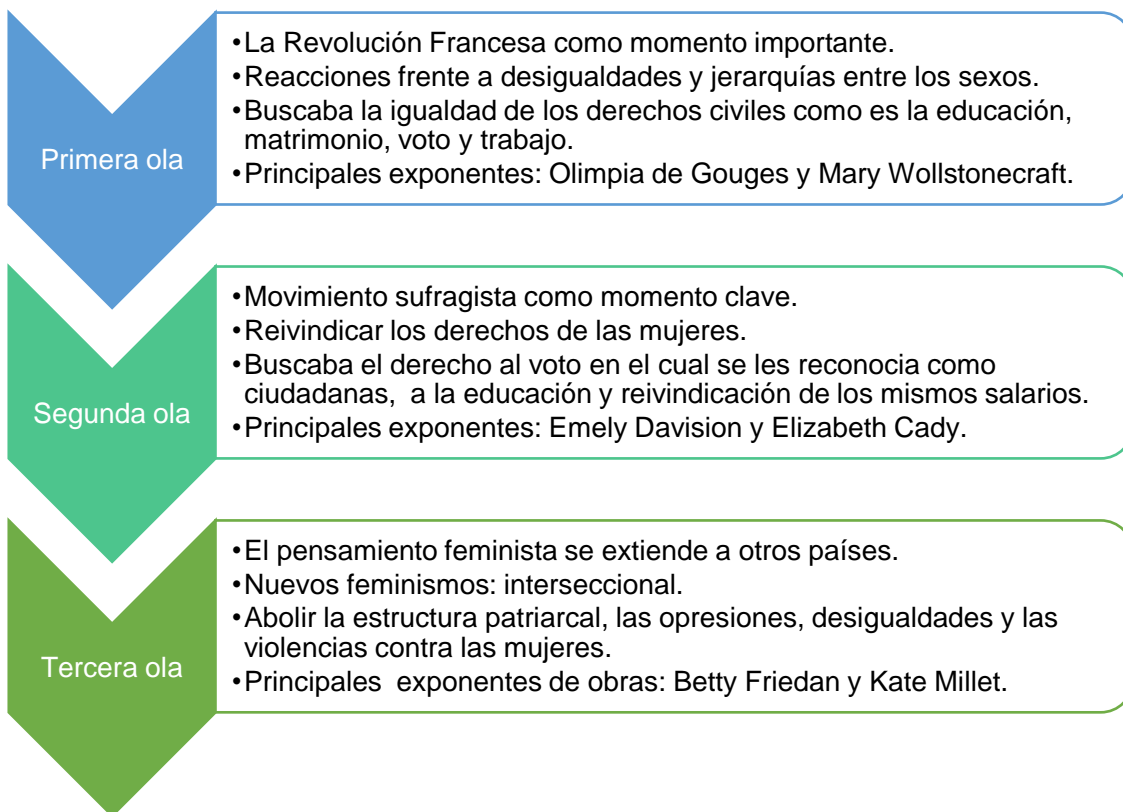 Primera ola
•La Revolución Francesa como momento importante.
•Reacciones frente a desigualdades y jerarquías entre los sexos.
•Buscaba la igualdad de los derechos civiles como es la educación,
matrimonio, voto y trabajo.
•Principales exponentes: Olimpia de Gouges y Mary Wollstonecraft.
Segunda ola
•Movimiento sufragista como momento clave.
•Reivindicar los derechos de las mujeres.
•Buscaba el derecho al voto en el cual se les reconocia como
ciudadanas,  a la educación y reivindicación de los mismos salarios.
•Principales exponentes: Emely Davision y Elizabeth Cady.
Tercera ola
•El pensamiento feminista se extiende a otros países.
•Nuevos feminismos: interseccional.
•Abolir la estructura patriarcal, las opresiones, desigualdades y las
violencias contra las mujeres.
•Principales  exponentes de obras: Betty Friedan y Kate Millet.